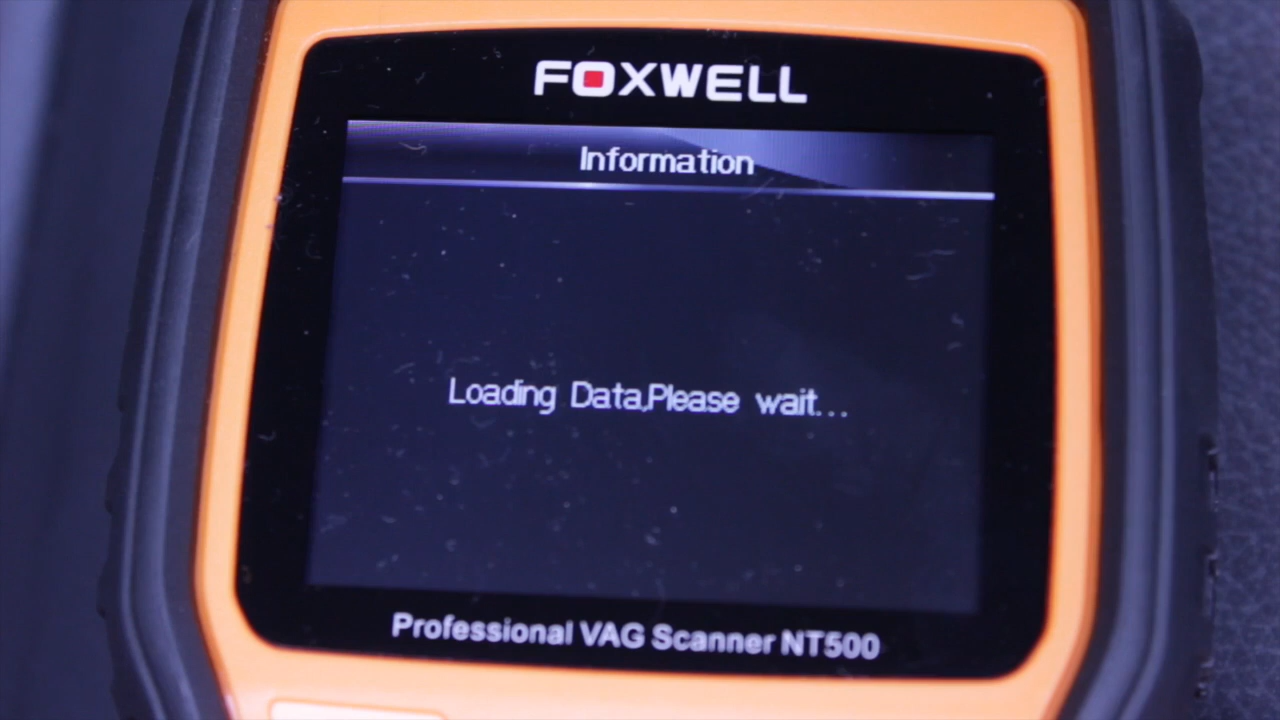 FOXWELL
Information
Loading Data,Please wait...
Professional VAG Scanner NT500